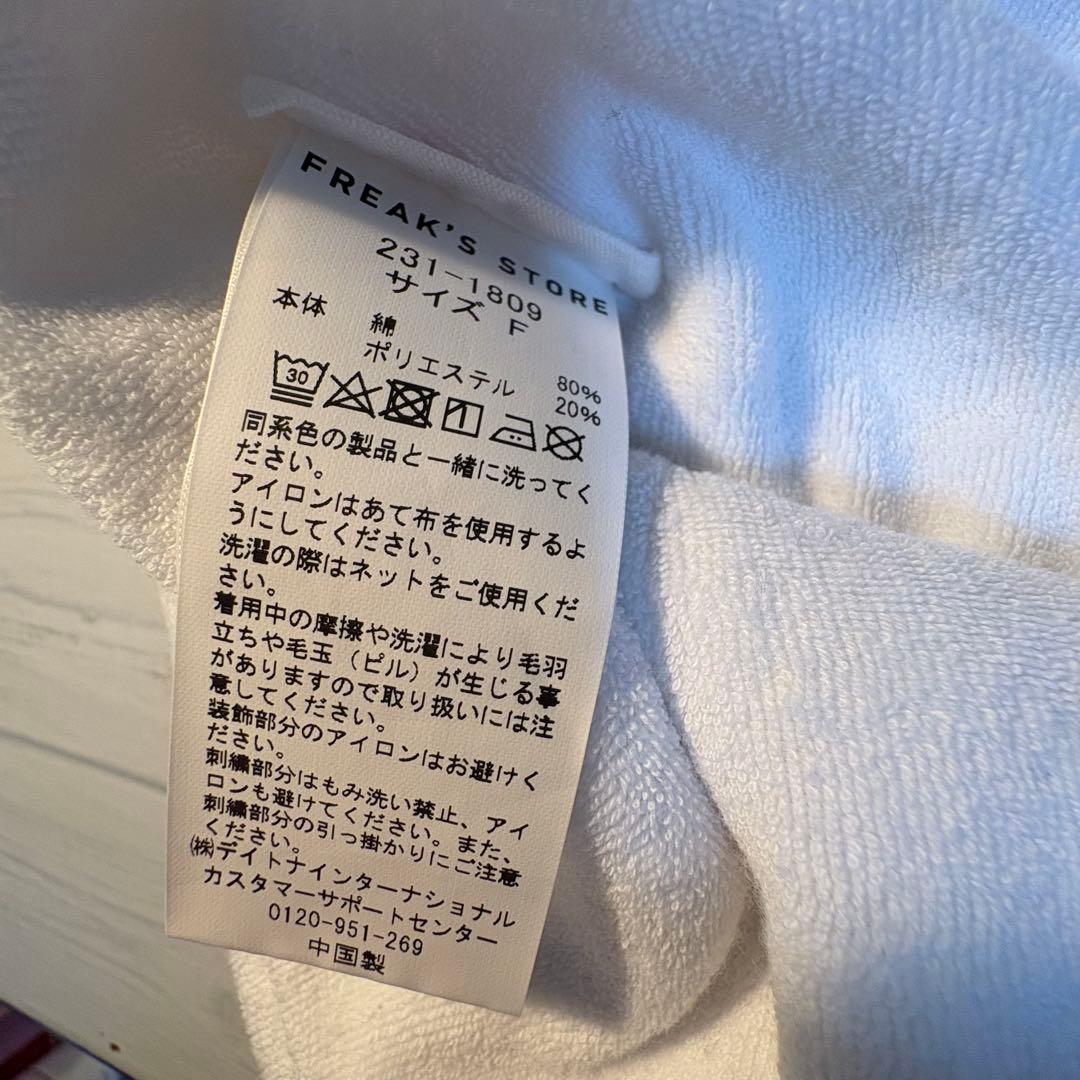 FREAK'S STORE
231-1809
サイズ F
本体 綿 80%
ポリエステル 20%
30
同系色の製品と一緒に洗ってく
ださい。
アイロンはあて布を使用するよ
うにしてください。
洗濯の際はネットをご使用くだ
さい。
着用中の摩擦や洗濯により毛羽
立ちや毛玉（ピル）が生じる事
がありますので取り扱いには注
意してください。
装飾部分のアイロンはお避けく
ださい。
刺繍部分はもみ洗い禁止、アイ
ロンも避けてください。また、
刺繍部分の引っ掛かりにご注意
ください。
㈱デイトナインターナショナル
カスタマーサポートセンター
0120-951-269
中国製